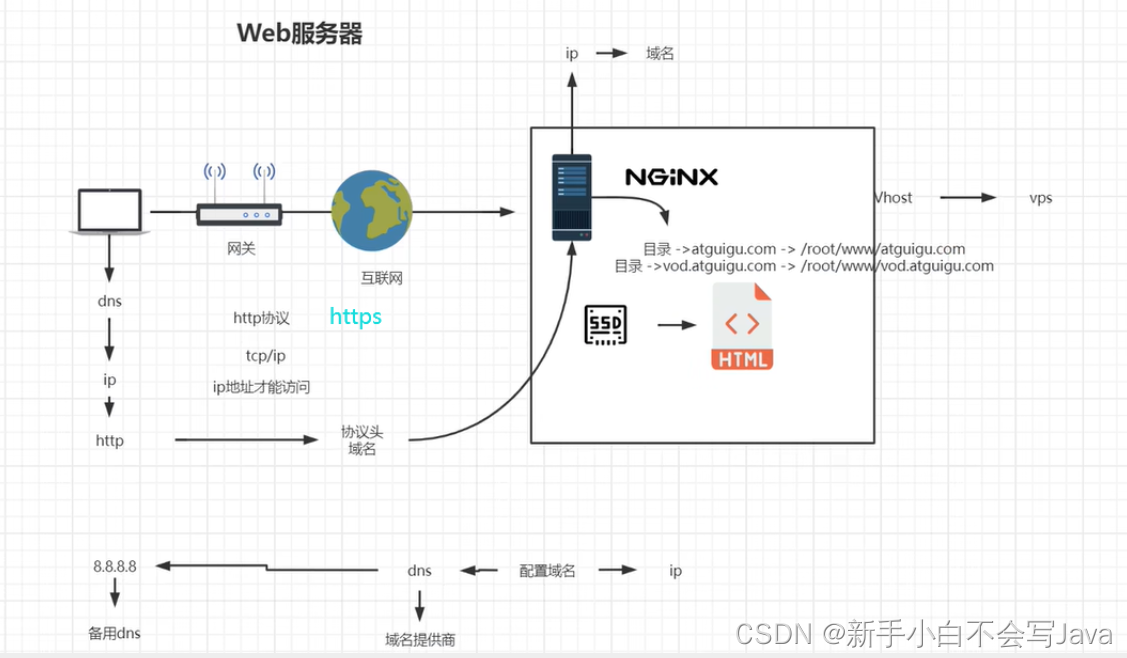 Web服务器
ip
域名
NGiNX
Vhost
vps
网关
目录 ->atguigu.com -> /root/www/atguigu.com
目录 ->vod.atguigu.com -> /root/www/vod.atguigu.com
互联网
dns
http协议
https
SSD
tcp/ip
HTML
ip
ip地址才能访问
http
协议头
域名
8.8.8.8
dns
配置域名
ip
备用dns
域名提供商
CSDN @新手小白不会写Java